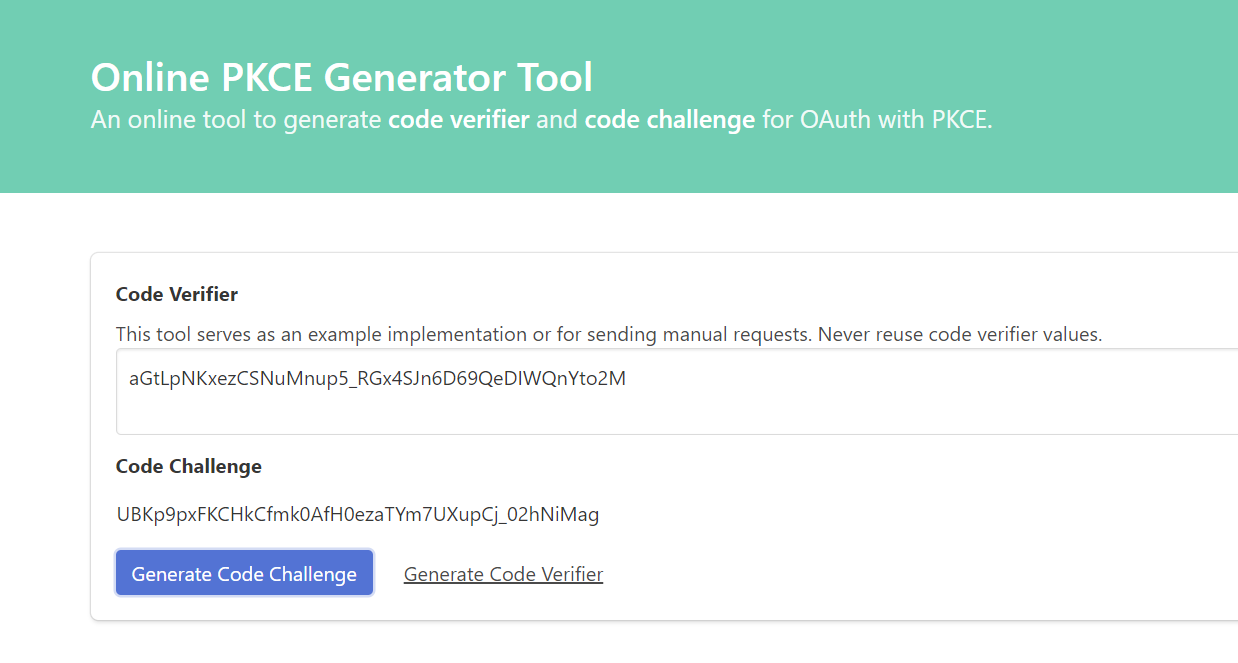 Online PKCE Generator Tool
An online tool to generate code verifier and code challenge for OAuth with PKCE.
Code Verifier
This tool serves as an example implementation or for sending manual requests. Never reuse code verifier values.
aGtLpNKxezCSNuMnup5_RGx4SJn6D69QeDIWQnYto2M
Code Challenge
UBKp9pxFKCHkCfmk0AfH0ezaTYm7UXupCj_02hNiMag
Generate Code Challenge
Generate Code Verifier